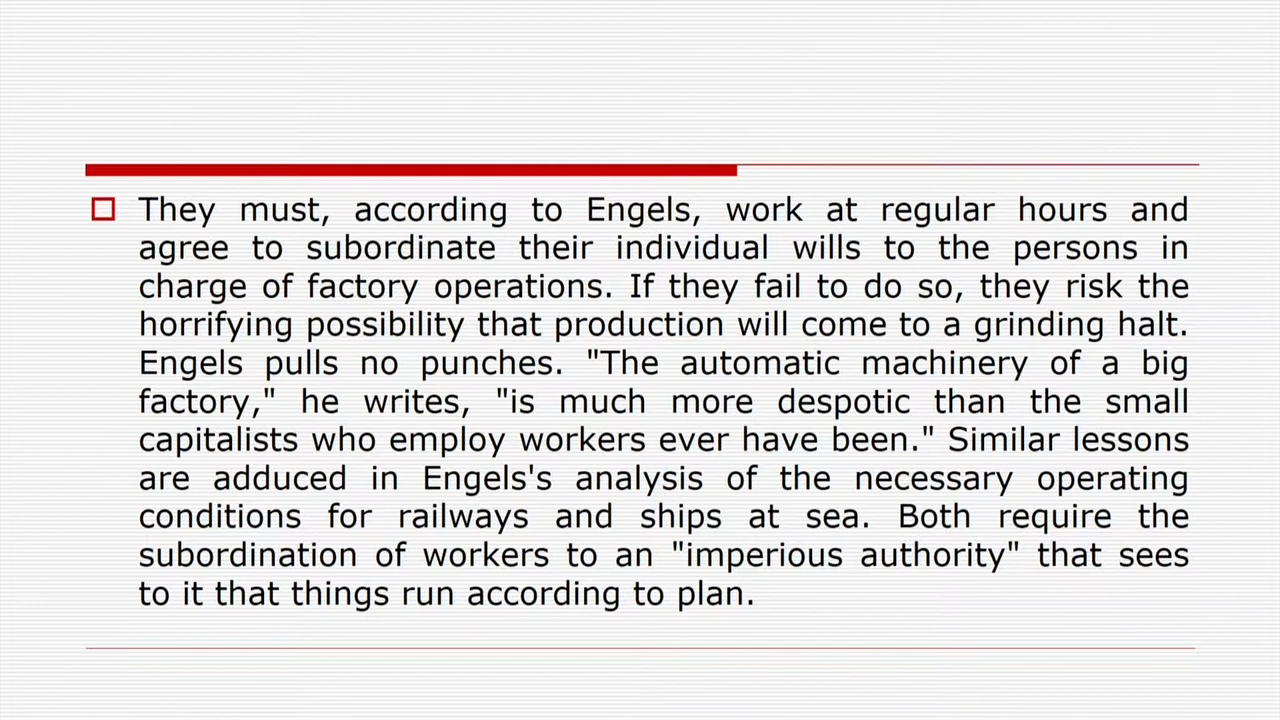 They must, according to Engels, work at regular hours and
agree to subordinate their individual wills to the persons in
charge of factory operations. If they fail to do so, they risk the
horrifying possibility that production will come to a grinding halt.
Engels pulls no punches. "The automatic machinery of a big
factory," he writes, "is much more despotic than the small
capitalists who employ workers ever have been." Similar lessons
are adduced in Engels's analysis of the necessary operating
conditions for railways and ships at sea. Both require the
subordination of workers to an "imperious authority" that sees
to it that things run according to plan.